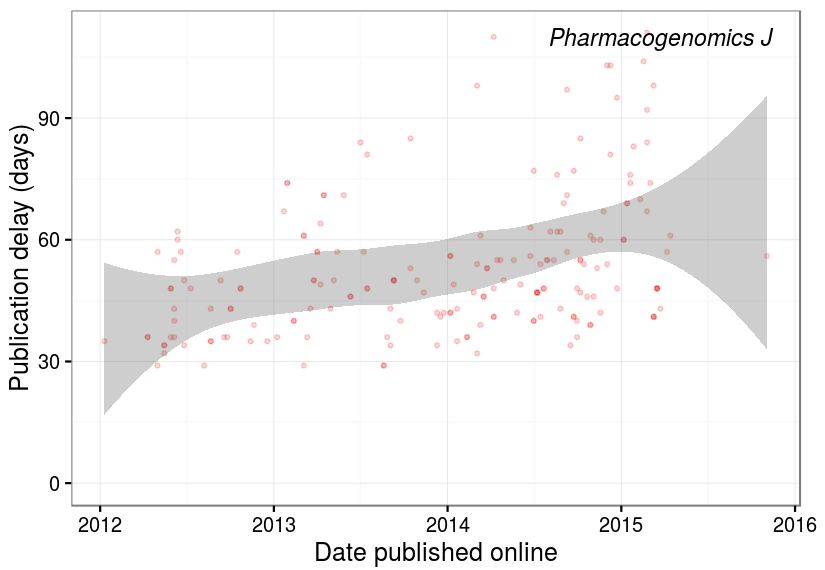 Pharmacogenomics J
Publication delay (days)
90
60
30
0
2012 2013 2014 2015 2016
Date published online